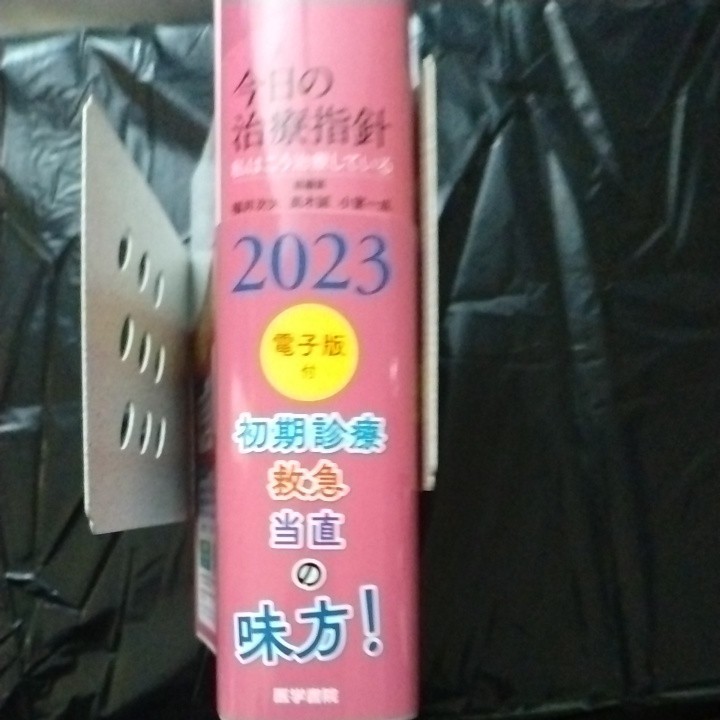 今日の
治療指針
私はこう治療している
2023
電子版
付
初期診療
救急
当直
の
味方!
医学書院